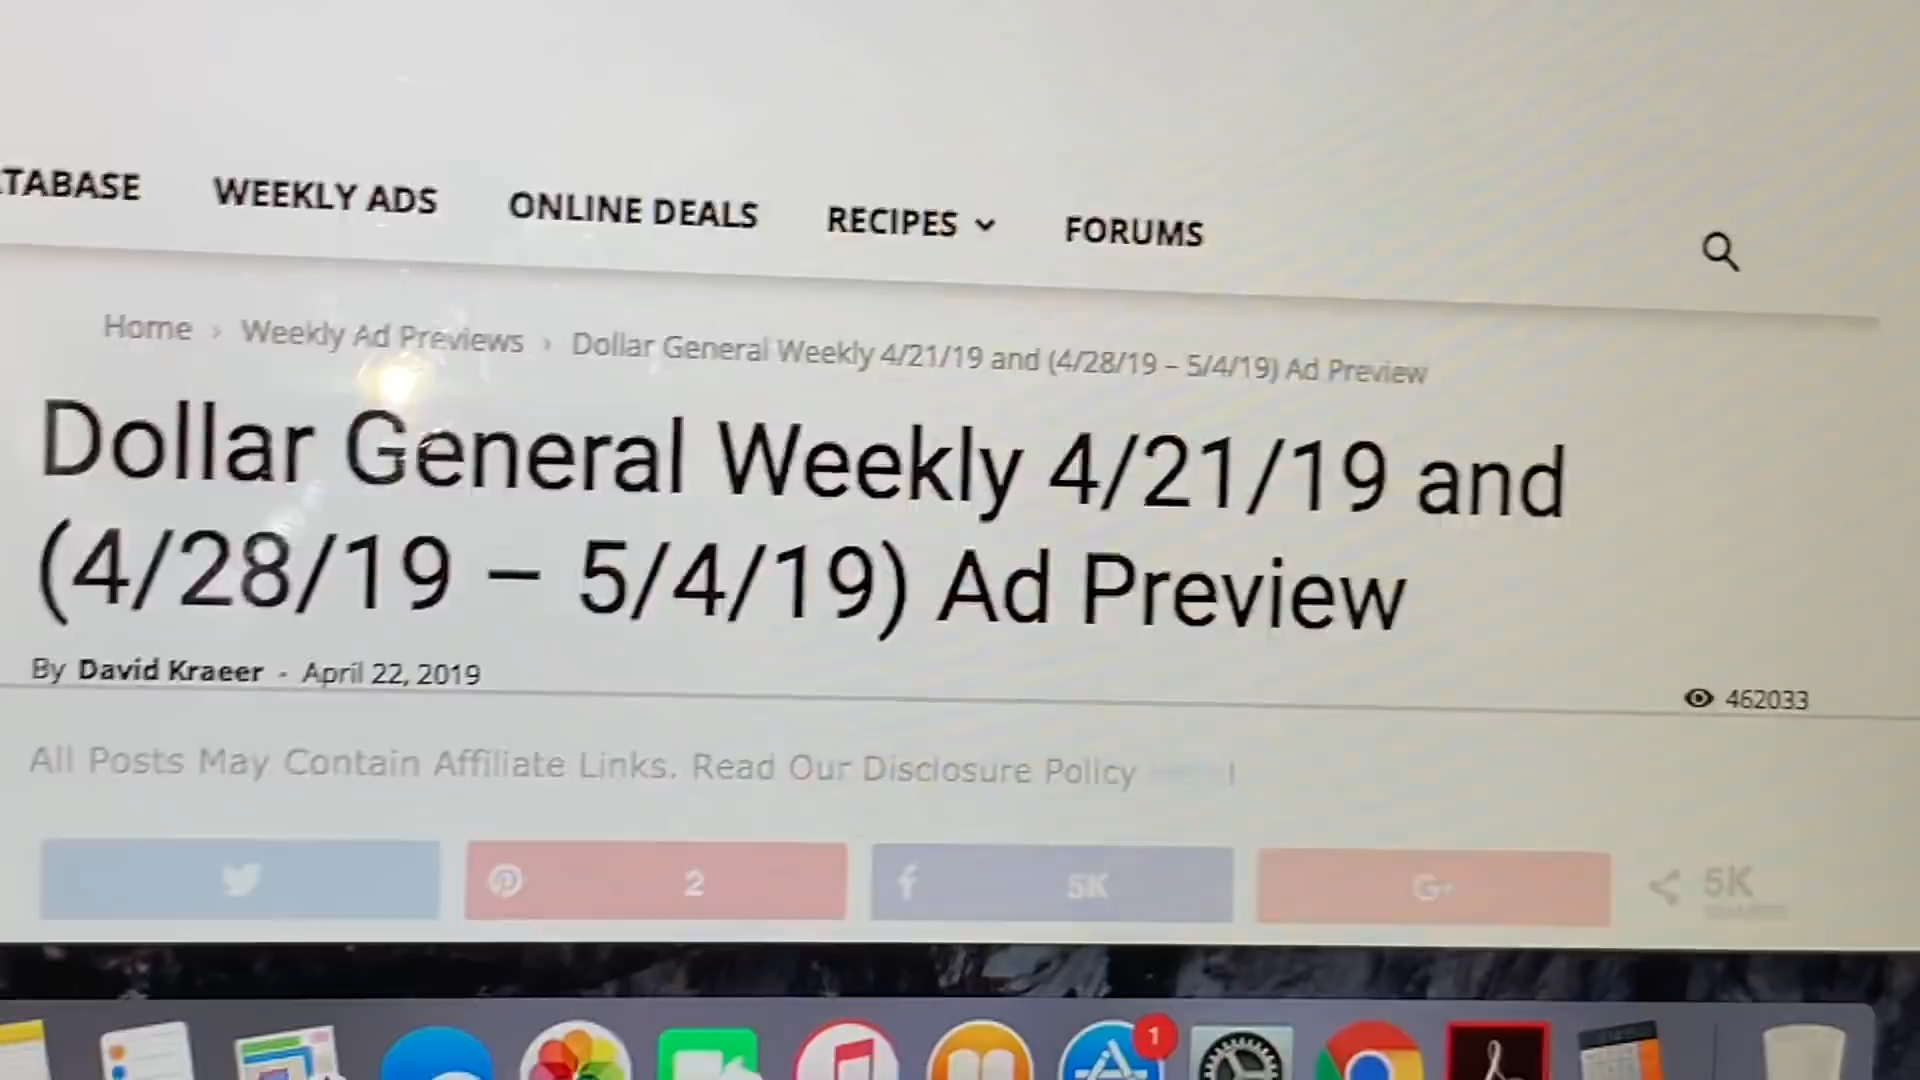 WEEKLY ADS ONLINE DEALS RECIPES FORUMS
Home › Weekly Ad Previews › Dollar General Weekly 4/21/19 and (4/28/19 – 5/4/19) Ad Preview
Dollar General Weekly 4/21/19 and
(4/28/19 – 5/4/19) Ad Preview
By David Kraeer - April 22, 2019
462033
All Posts May Contain Affiliate Links. Read Our Disclosure Policy
2 5K G+ 5K
1